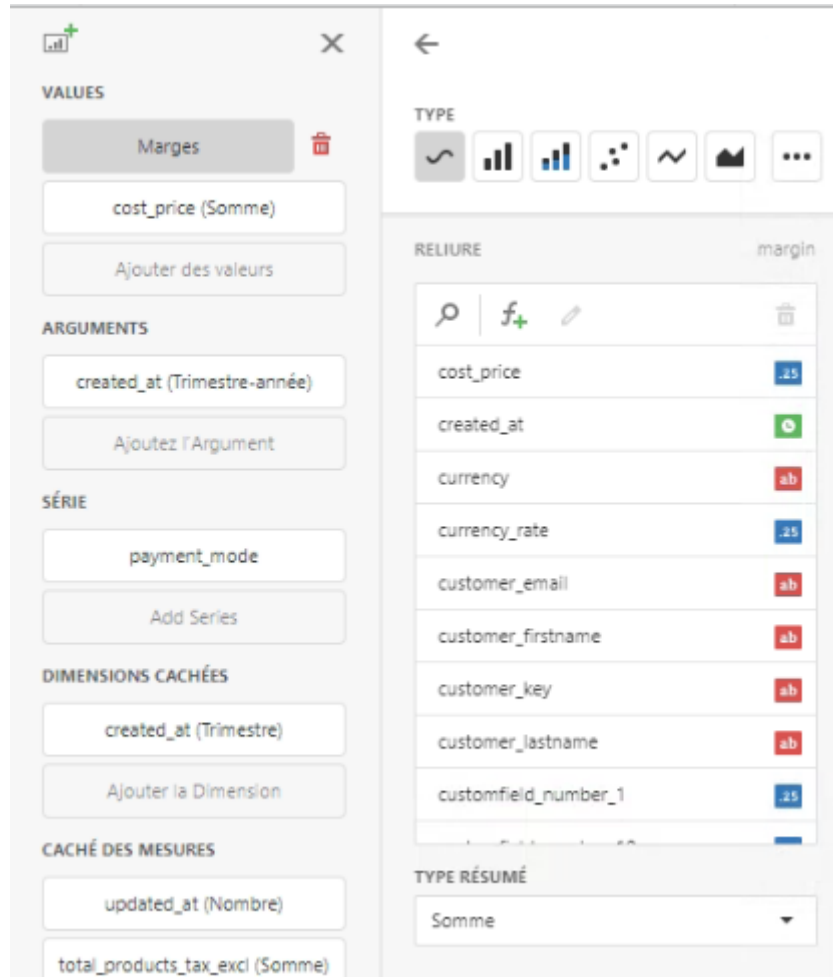 VALUES
Marges
cost_price (Somme)
Ajouter des valeurs
ARGUMENTS
created_at (Trimestre-année)
Ajoutez l'Argument
SÉRIE
payment_mode
Add Series
DIMENSIONS CACHÉES
created_at (Trimestre)
Ajouter la Dimension
CACHÉ DES MESURES
updated_at (Nombre)
total_products_tax_excl (Somme)
TYPE
RELIURE margin
cost_price .25
created_at
currency ab
currency_rate .25
customer_email ab
customer_firstname ab
customer_key ab
customer_lastname ab
customfield_number_1 .25
TYPE RÉSUMÉ
Somme